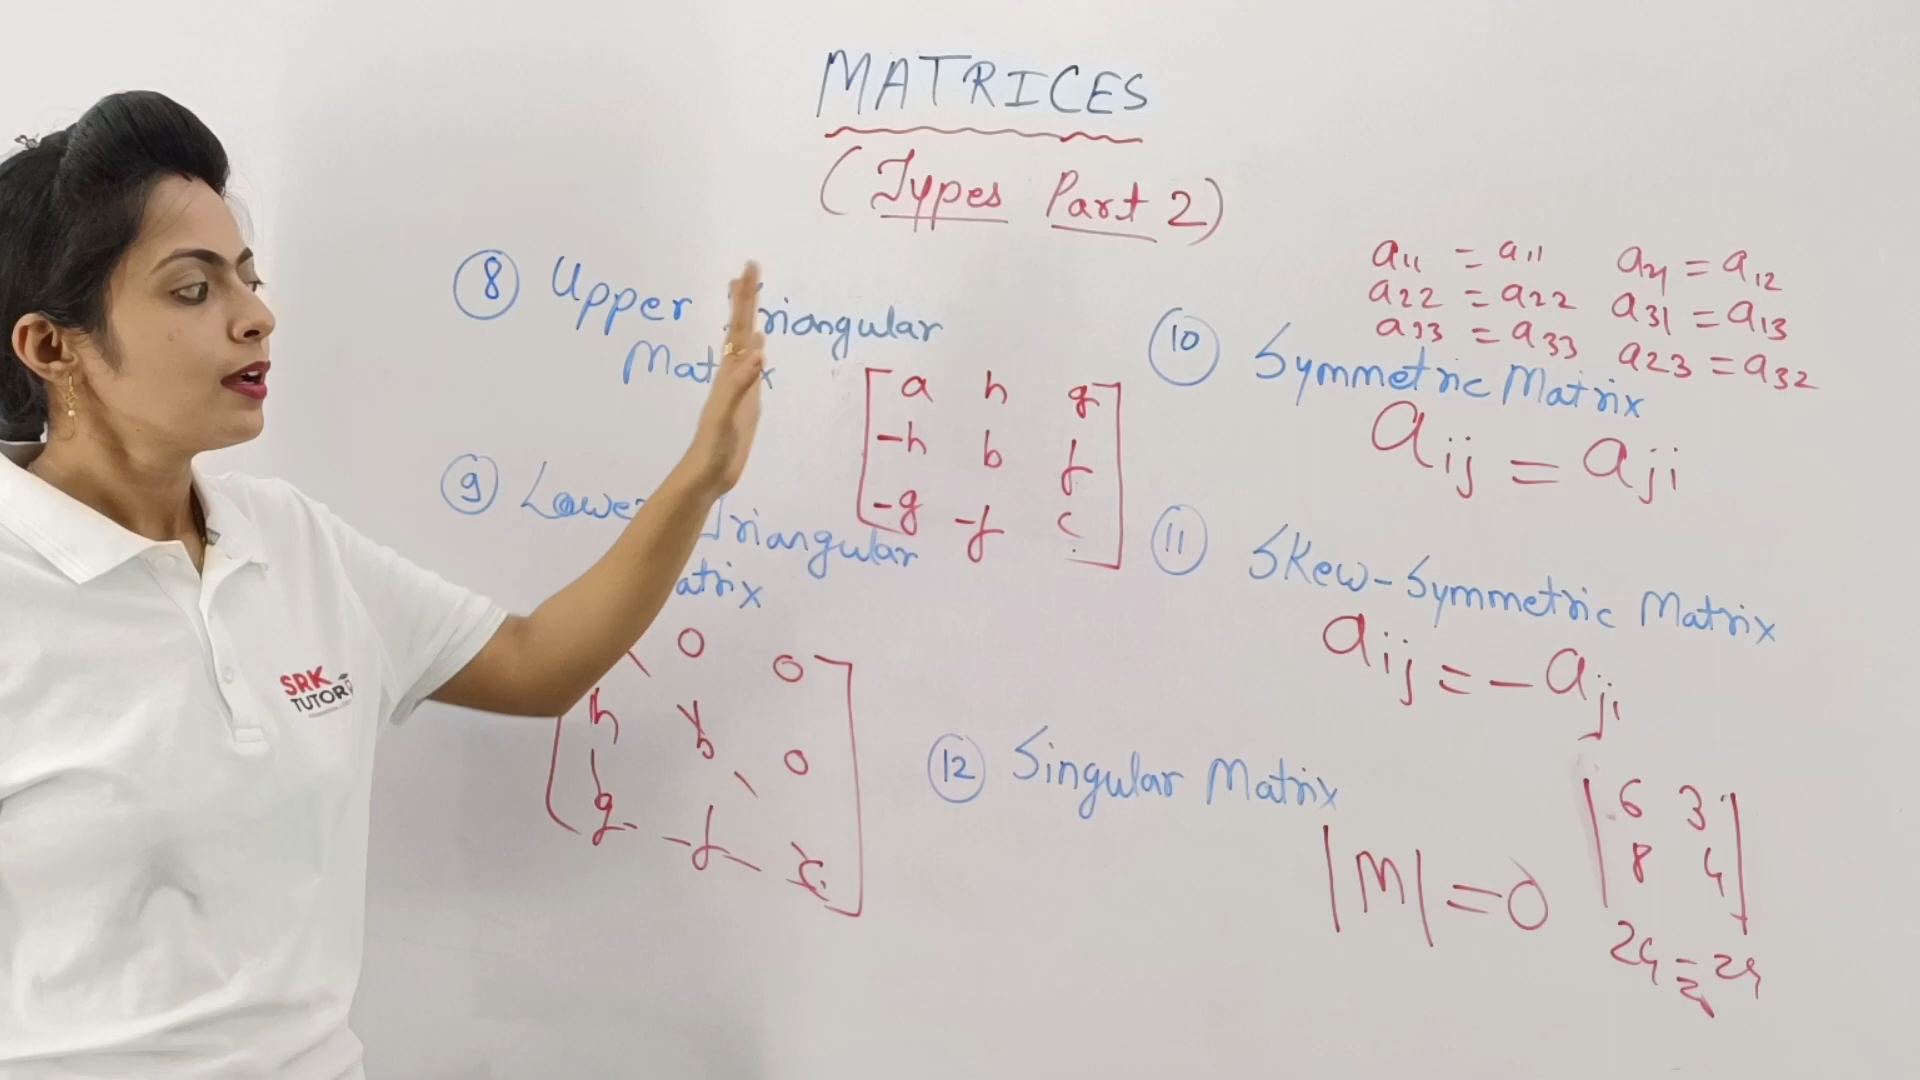 MATRICES
(Types Part 2)
8 Upper Triangular
Matrix
a h g
-h b f
-g -f c
9 Lower Triangular
atrix
0 0
h b 0
g -f c
a11 = a11 a21 = a12
a22 = a22 a31 = a13
a33 = a33 a23 = a32
10 Symmetric Matrix
aij = aji
11 Skew-Symmetric Matrix
aij = -aji
12 Singular Matrix
|M| = 0
6 3
8 4
24 = 24
SRK
TUTOR